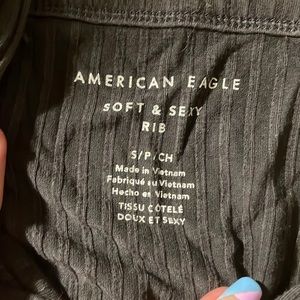 AMERICAN EAGLE
SOFT & SEXY
RIB
S/P/CH
Made in Vietnam
Fabriqué au Vietnam
Hecho en Vietnam
TISSU CÔTELÉ
DOUX ET SEXY